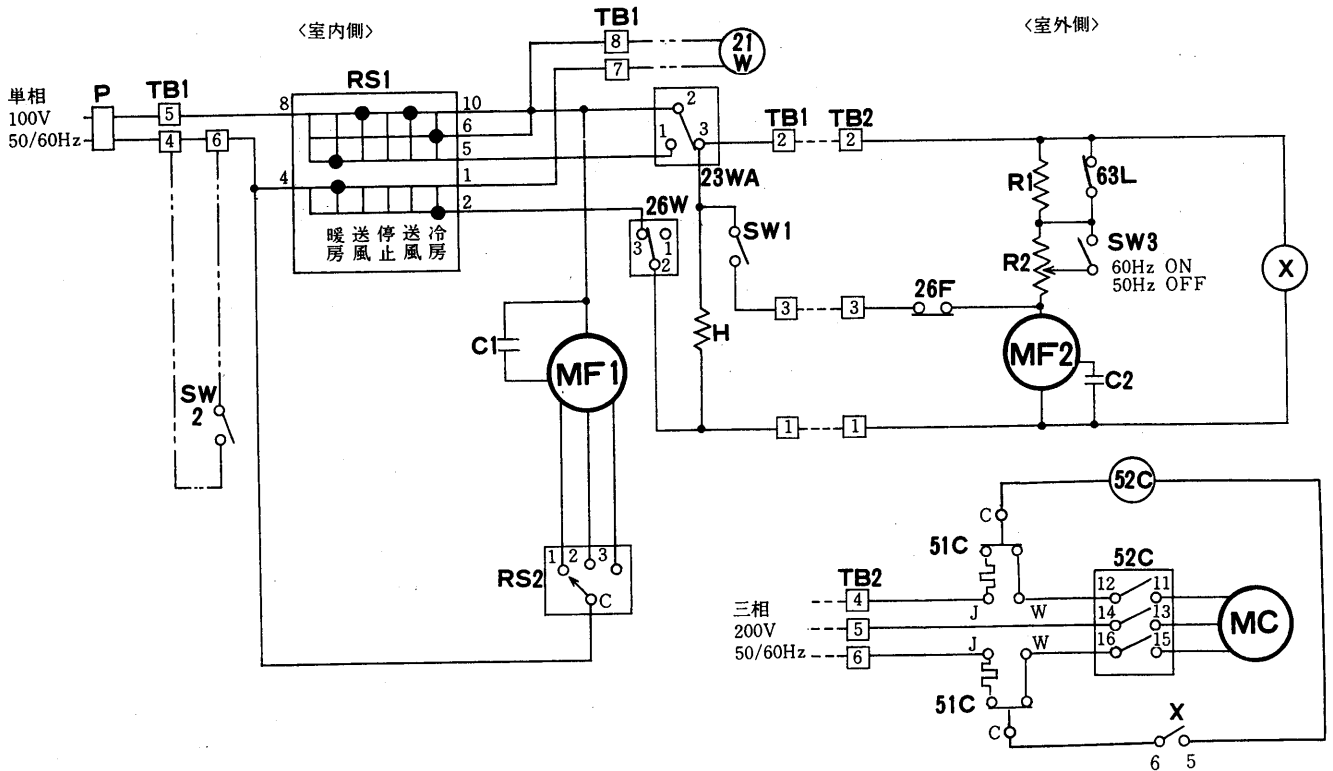 〈室内側〉
〈室外側〉
単相
100V
50/60Hz
P
TB1
5
4
6
RS1
8
4
10
6
5
1
2
暖房
送風
停止
送風
冷房
TB1
8
7
21
W
2
1
3
23WA
26W
3
1
2
SW1
H
TB1
TB2
2
2
3
3
1
1
26F
R1
63L
R2
SW3
60Hz ON
50Hz OFF
X
MF2
C2
C1
MF1
SW
2
RS2
1
2
3
C
52C
C
51C
J
W
TB2
三相
200V
50/60Hz
4
5
6
52C
12
11
14
13
16
15
MC
J
W
51C
C
X
6
5